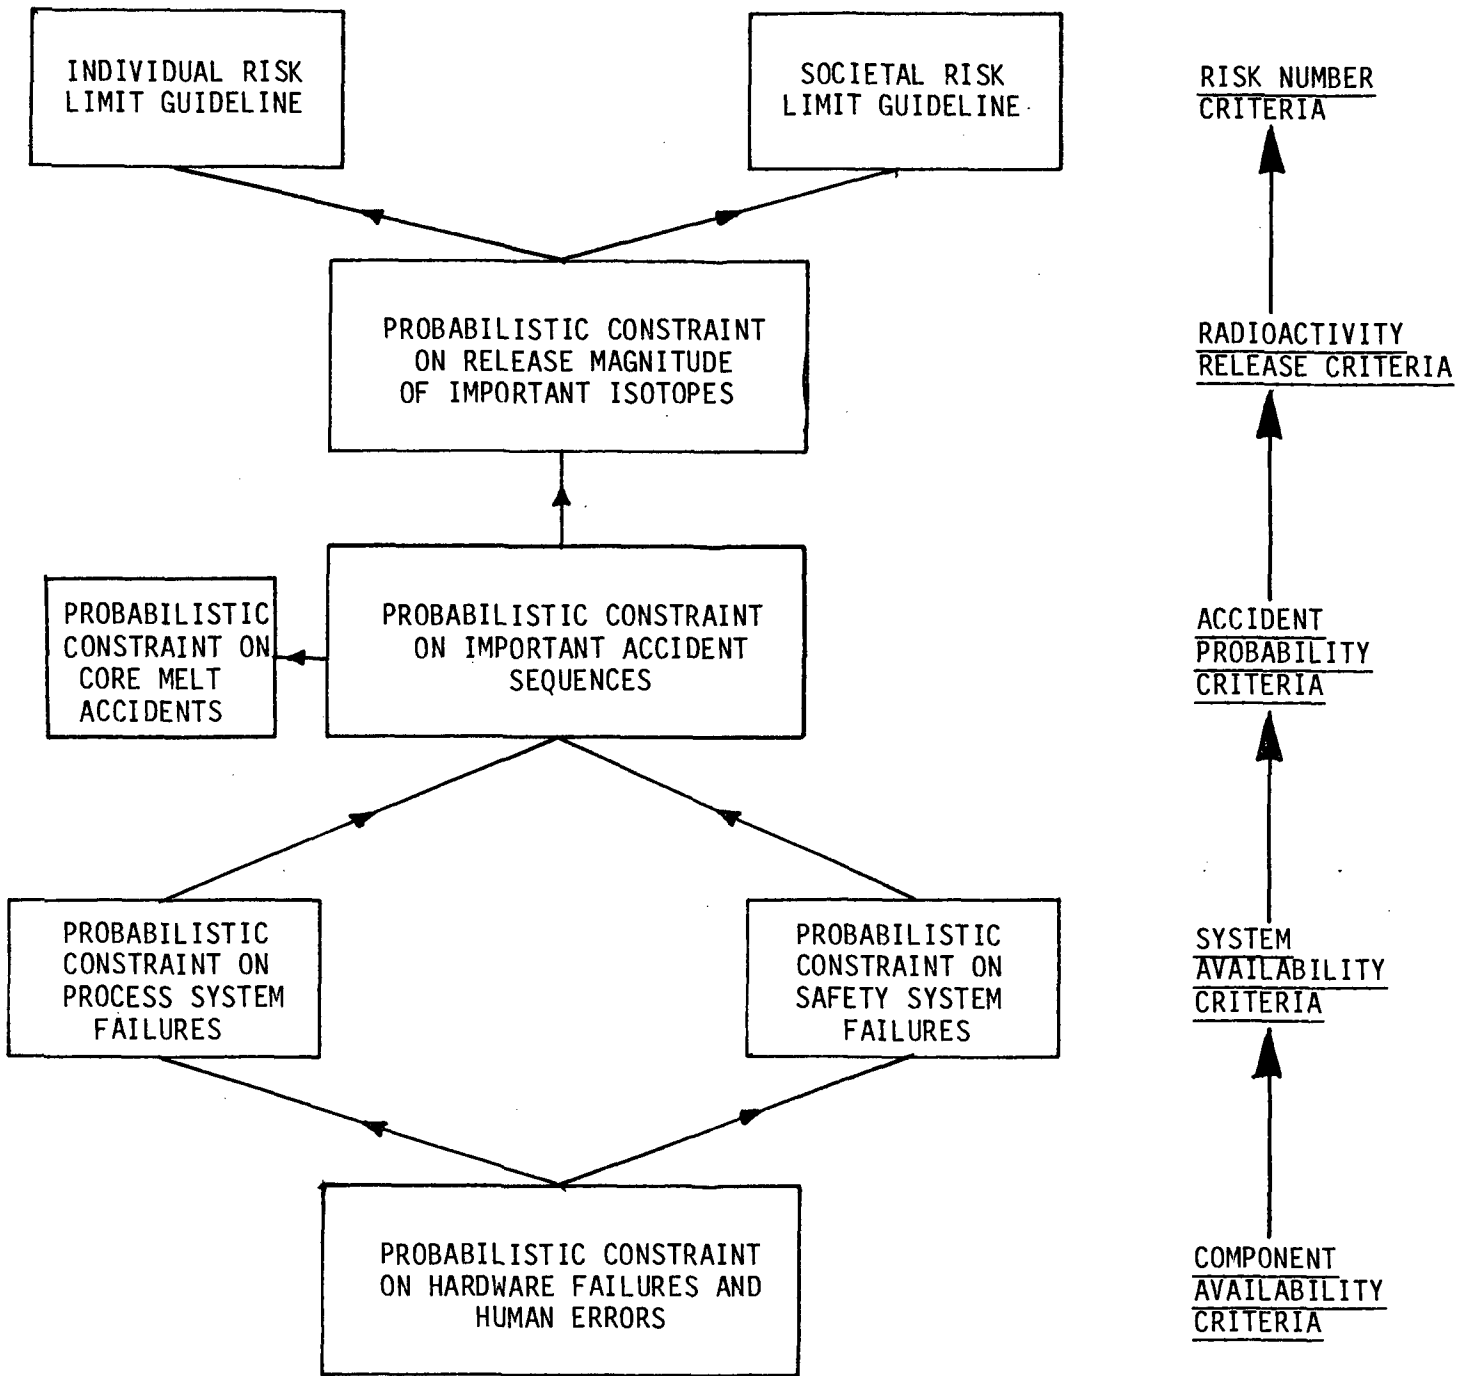 INDIVIDUAL RISK
LIMIT GUIDELINE
SOCIETAL RISK
LIMIT GUIDELINE
RISK NUMBER
CRITERIA
PROBABILISTIC CONSTRAINT
ON RELEASE MAGNITUDE
OF IMPORTANT ISOTOPES
RADIOACTIVITY
RELEASE CRITERIA
PROBABILISTIC
CONSTRAINT ON
CORE MELT
ACCIDENTS
PROBABILISTIC CONSTRAINT
ON IMPORTANT ACCIDENT
SEQUENCES
ACCIDENT
PROBABILITY
CRITERIA
PROBABILISTIC
CONSTRAINT ON
PROCESS SYSTEM
FAILURES
PROBABILISTIC
CONSTRAINT ON
SAFETY SYSTEM
FAILURES
SYSTEM
AVAILABILITY
CRITERIA
PROBABILISTIC CONSTRAINT
ON HARDWARE FAILURES AND
HUMAN ERRORS
COMPONENT
AVAILABILITY
CRITERIA